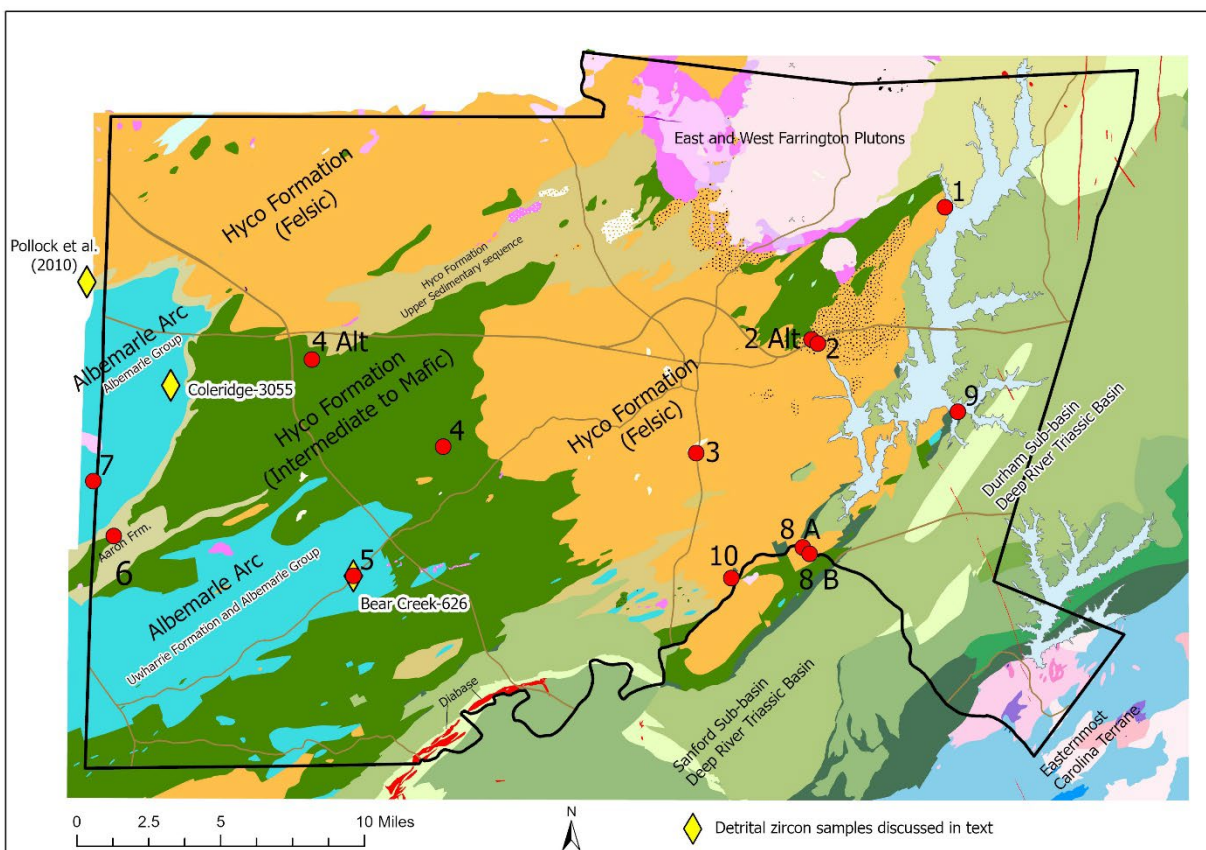 East and West Farrington Plutons
Hyco Formation
(Felsic)
1
Pollock et al.
(2010)
Hyco Formation
Upper Sedimentary sequence
Albemarle Arc
Albemarle Group
4 Alt
2 Alt
2
Coleridge-3055
Hyco Formation
(Intermediate to Mafic)
Hyco Formation
(Felsic)
9
4
3
7
Durham Sub-basin
Deep River Triassic Basin
Aaron Frm.
6
Albemarle Arc
Uwharrie Formation and Albemarle Group
5
Bear Creek-626
8 A
8 B
10
Diabase
Sanford Sub-basin
Deep River Triassic Basin
Easternmost
Carolina Terrane
0 2.5 5 10 Miles
N
Detrital zircon samples discussed in text